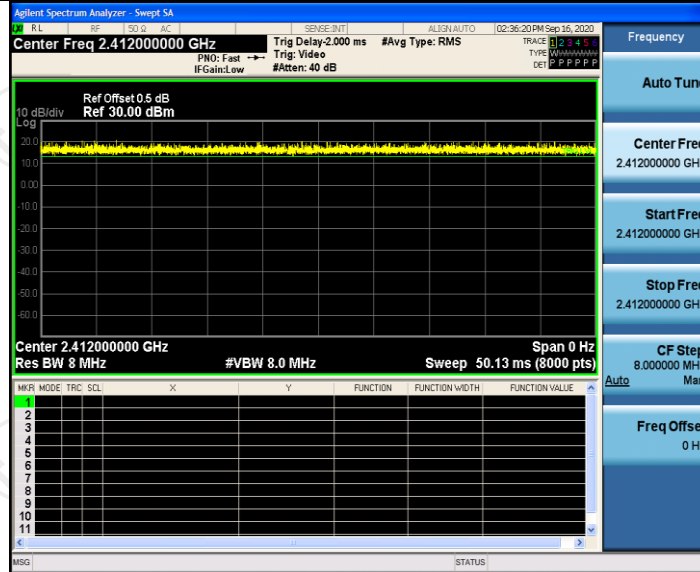 Agilent Spectrum Analyzer - Swept SA
RL RF 50 Ω AC SENSE:INT ALIGN AUTO 02:36:20 PM Sep 16, 2020
Center Freq 2.412000000 GHz
Trig Delay-2.000 ms #Avg Type: RMS
TRACE 1 2 3 4 5 6
PNO: Fast Trig: Video
TYPE
IFGain:Low #Atten: 40 dB
DET P P P P P P
Ref Offset 0.5 dB
10 dB/div Ref 30.00 dBm
Log
20.0
10.0
0.00
-10.0
-20.0
-30.0
-40.0
-50.0
-60.0
Center 2.412000000 GHz Span 0 Hz
Res BW 8 MHz #VBW 8.0 MHz Sweep 50.13 ms (8000 pts)
MKR MODE TRC SCL X Y FUNCTION FUNCTION WIDTH FUNCTION VALUE
1
2
3
4
5
6
7
8
9
10
11
MSG STATUS
Frequency
Auto Tun
Center Fre
2.412000000 GH
Start Fre
2.412000000 GH
Stop Fre
2.412000000 GH
CF Ste
8.000000 MH
Auto Ma
Freq Offse
0 H